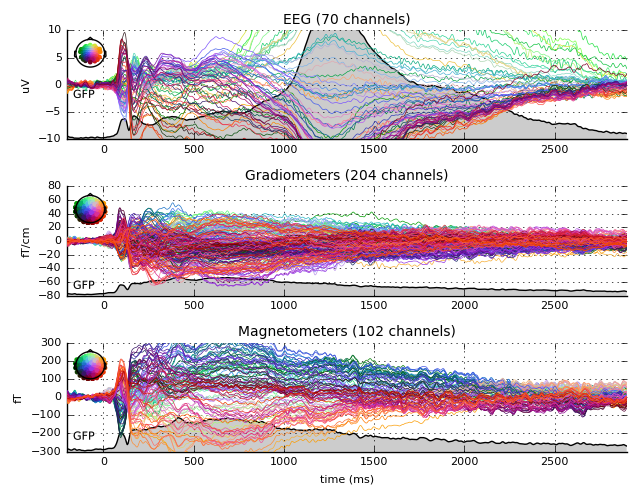 EEG (70 channels)
10
5
0
−5
−10
uV
GFP
0 500 1000 1500 2000 2500
Gradiometers (204 channels)
80
60
40
20
0
−20
−40
−60
−80
fT/cm
GFP
0 500 1000 1500 2000 2500
Magnetometers (102 channels)
300
200
100
0
−100
−200
−300
fT
GFP
0 500 1000 1500 2000 2500
time (ms)